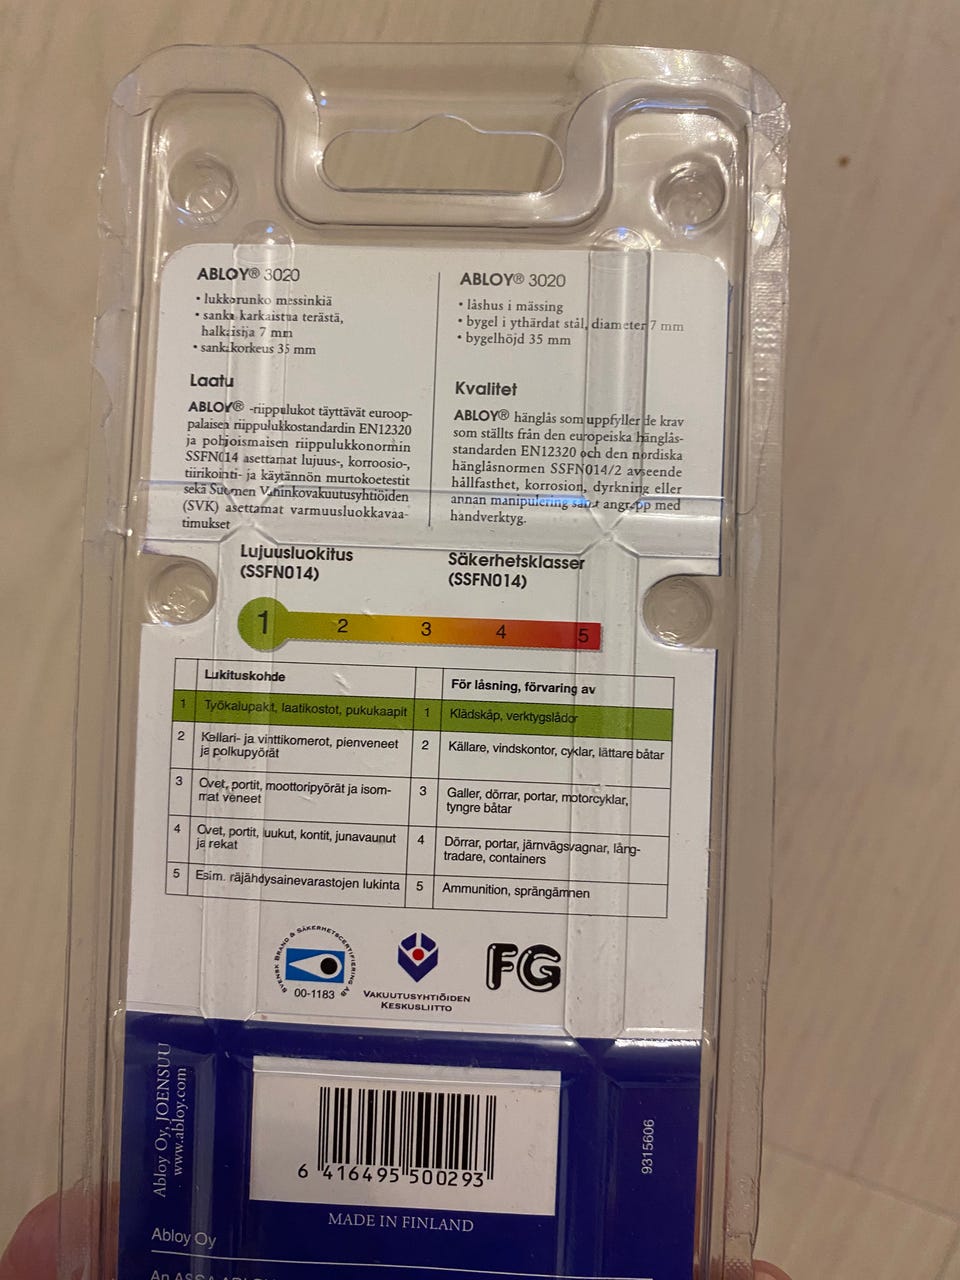 ABLOY® 3020
• lukkorunko messinkiä
• sanka karkaistua terästä,
halkaisija 7 mm
• sankakorkeus 35 mm
Laatu
ABLOY® -riippulukot täyttävät euroop-
palaisen riippulukkostandardin EN12320
ja pohjoismaisen riippulukkonormin
SSFN014 asettamat lujuus-, korroosio-,
tiirikointi- ja käytännön murtokoetestit
sekä Suomen Vahinkovakuutusyhtiöiden
(SVK) asettamat varmuusluokkavaa-
timukset
ABLOY® 3020
• låshus i mässing
• bygel i ythärdat stål, diameter 7 mm
• bygelhöjd 35 mm
Kvalitet
ABLOY® hänglås som uppfyller de krav
som ställts från den europeiska hänglås-
standarden EN12320 och den nordiska
hänglåsnormen SSFN014/2 avseende
hållfasthet, korrosion, dyrkning eller
annan manipulering samt angrepp med
handverktyg.
Lujuusluokitus
(SSFN014)
Säkerhetsklasser
(SSFN014)
1 2 3 4 5
Lukituskohde
För låsning, förvaring av
1 Työkalupakit, laatikostot, pukukaapit
1 Klädskåp, verktygslådor
2 Kellari- ja vinttikomerot, pienveneet
ja polkupyörät
2 Källare, vindskontor, cyklar, lättare båtar
3 Ovet, portit, moottoripyörät ja isom-
mat veneet
3 Galler, dörrar, portar, motorcyklar,
tyngre båtar
4 Ovet, portit, luukut, kontit, junavaunut
ja rekat
4 Dörrar, portar, järnvägsvagnar, lång-
tradare, containers
5 Esim. räjähdysainevarastojen lukinta
5 Ammunition, sprängämnen
SVENSK BRAND & SÄKERHETSCERTIFIERING AB
00-1183
VAKUUTUSYHTIÖIDEN
KESKUSLIITTO
FG
Abloy Oy, JOENSUU
www.abloy.com
6 416495 500293
9315606
MADE IN FINLAND
Abloy Oy
An ASSA ABLOY